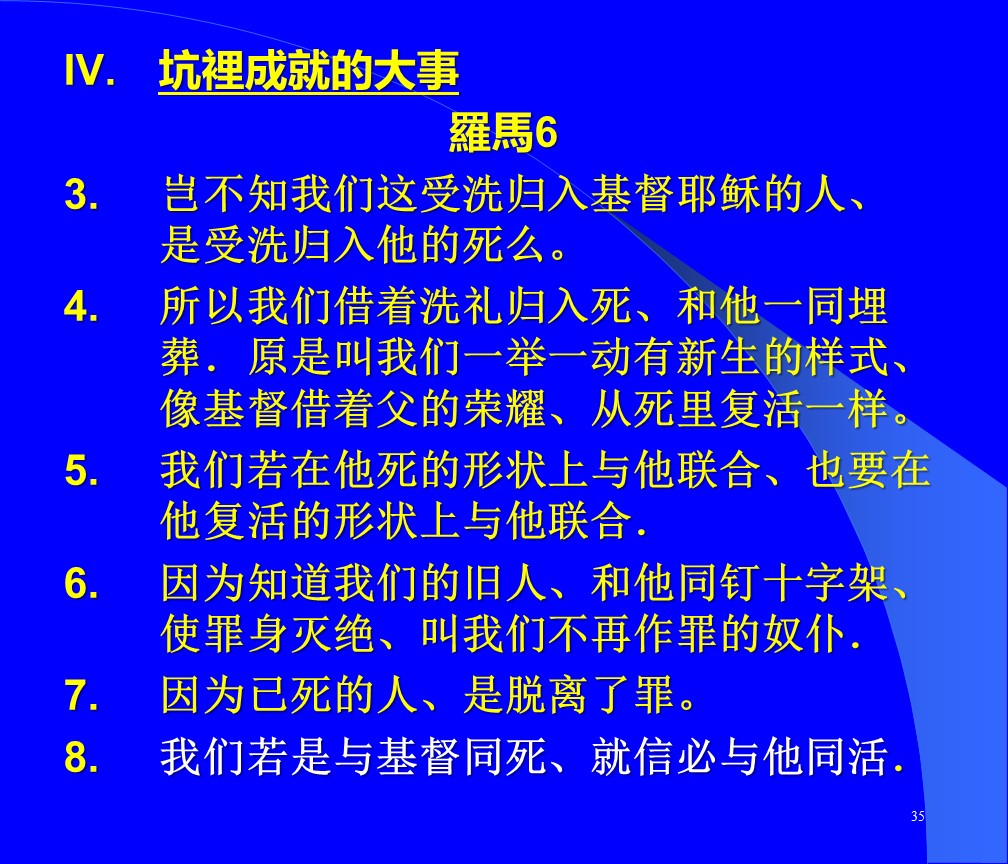 IV. 坑裡成就的大事
羅馬6
3. 岂不知我们这受洗归入基督耶稣的人、
是受洗归入他的死么。
4. 所以我们借着洗礼归入死、和他一同埋
葬．原是叫我们一举一动有新生的样式、
像基督借着父的荣耀、从死里复活一样。
5. 我们若在他死的形状上与他联合、也要在
他复活的形状上与他联合．
6. 因为知道我们的旧人、和他同钉十字架、
使罪身灭绝、叫我们不再作罪的奴仆．
7. 因为已死的人、是脱离了罪。
8. 我们若是与基督同死、就信必与他同活．
35